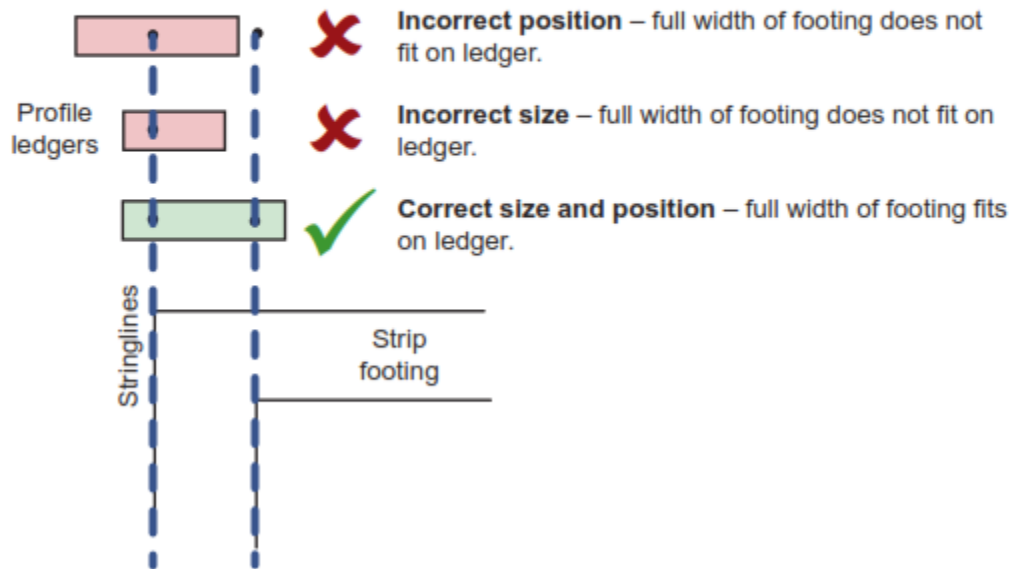 Incorrect position – full width of footing does not
fit on ledger.
Profile
ledgers
Incorrect size – full width of footing does not fit on
ledger.
Correct size and position – full width of footing fits
on ledger.
Stringlines
Strip
footing